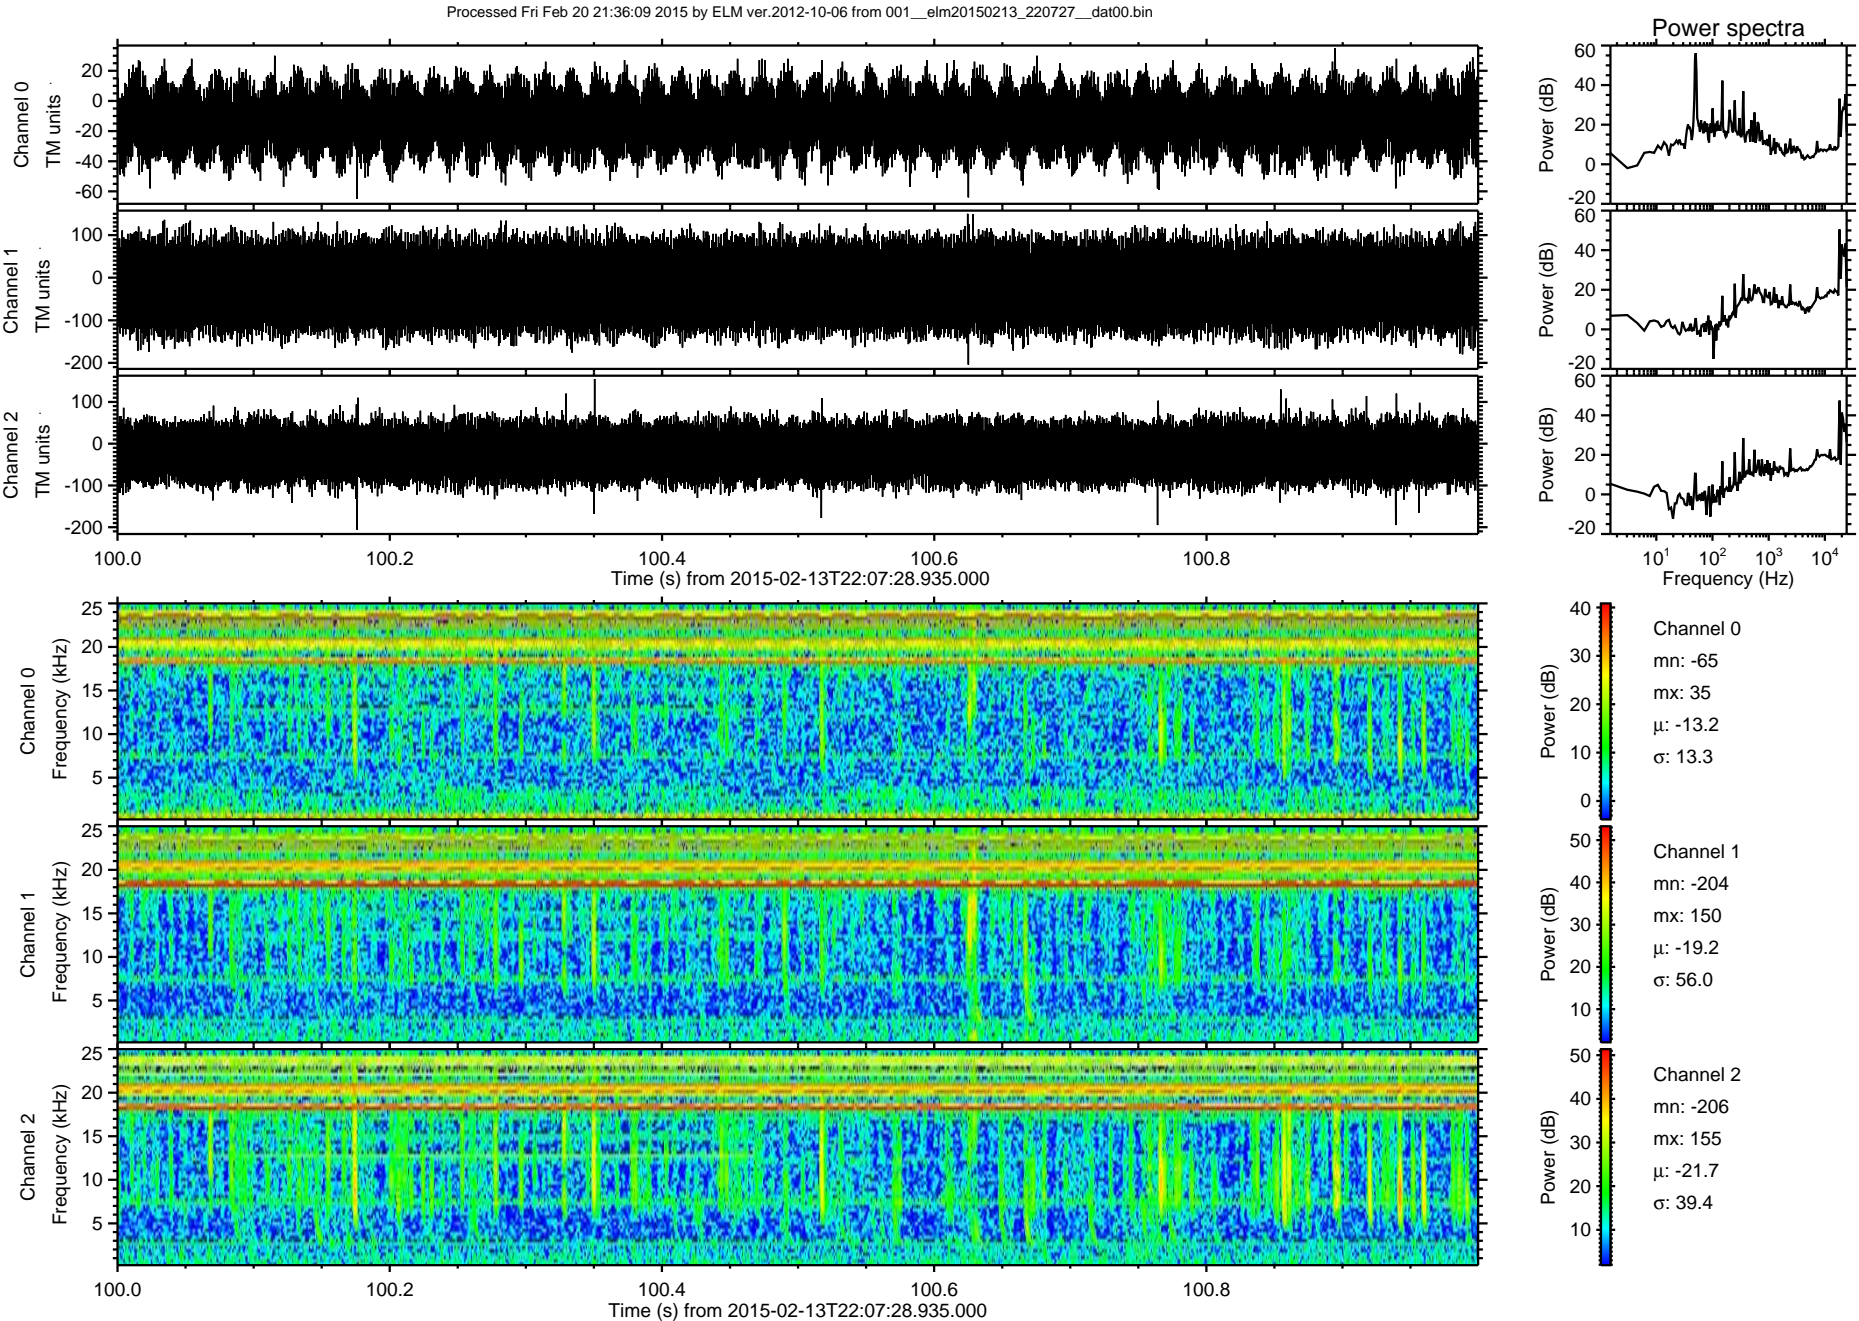 Processed Fri Feb 20 21:36:09 2015 by ELM ver.2012-10-06 from 001__elm20150213_220727__dat00.bin
Power spectra
Channel 0
TM units
20
0
-20
-40
-60
Power (dB)
60
40
20
0
-20
Channel 1
TM units
100
0
-100
-200
Power (dB)
60
40
20
0
-20
Channel 2
TM units
100
0
-100
-200
Power (dB)
60
40
20
0
-20
100.0 100.2 100.4 100.6 100.8
Time (s) from 2015-02-13T22:07:28.935.000
10^1 10^2 10^3 10^4
Frequency (Hz)
Channel 0
Frequency (kHz)
25
20
15
10
5
Power (dB)
40
30
20
10
0
Channel 0
mn: -65
mx: 35
μ: -13.2
σ: 13.3
Channel 1
Frequency (kHz)
25
20
15
10
5
Power (dB)
50
40
30
20
10
Channel 1
mn: -204
mx: 150
μ: -19.2
σ: 56.0
Channel 2
Frequency (kHz)
25
20
15
10
5
Power (dB)
50
40
30
20
10
Channel 2
mn: -206
mx: 155
μ: -21.7
σ: 39.4
100.0 100.2 100.4 100.6 100.8
Time (s) from 2015-02-13T22:07:28.935.000